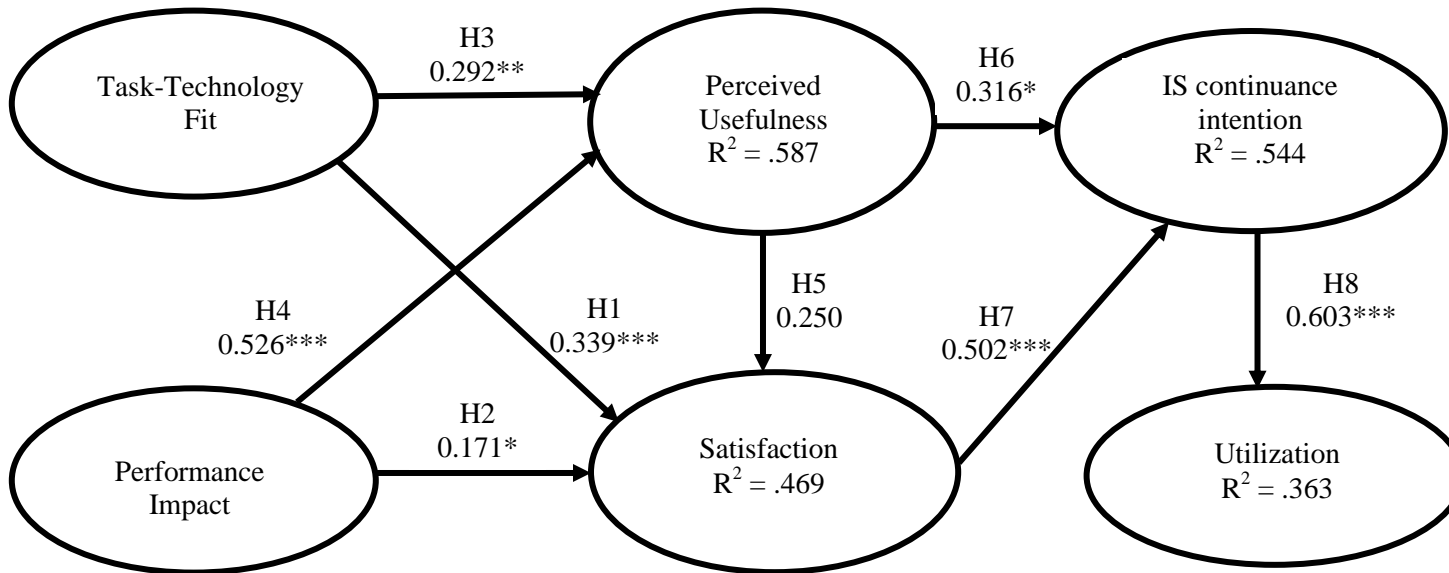 Task-Technology
Fit
H3
0.292**
Perceived
Usefulness
R² = .587
H6
0.316*
IS continuance
intention
R² = .544
H4
0.526***
H1
0.339***
H5
0.250
H7
0.502***
H8
0.603***
Performance
Impact
H2
0.171*
Satisfaction
R² = .469
Utilization
R² = .363